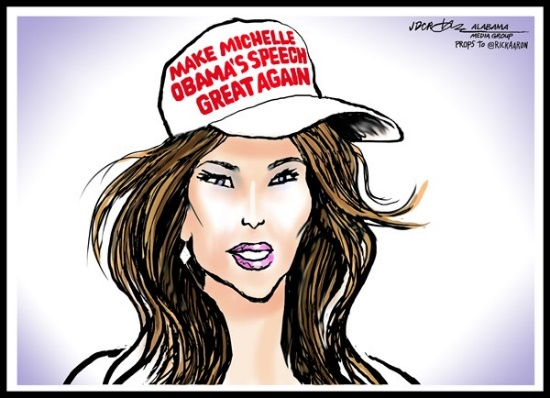 MAKE MICHELLE
OBAMA'S SPEECH
GREAT AGAIN
ALABAMA
MEDIA GROUP
PROPS TO @RICKAARON